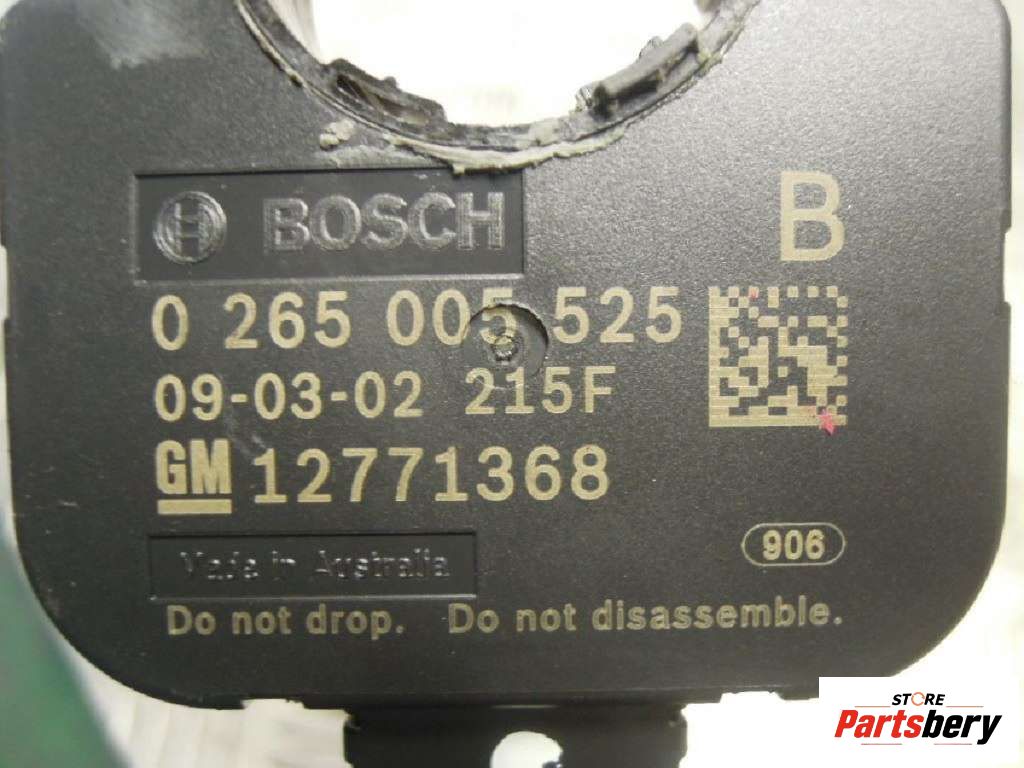 BOSCH
B
0 265 005 525
09-03-02 215F
GM 12771368
906
Made in Australia
Do not drop. Do not disassemble.
STORE
Partsbery